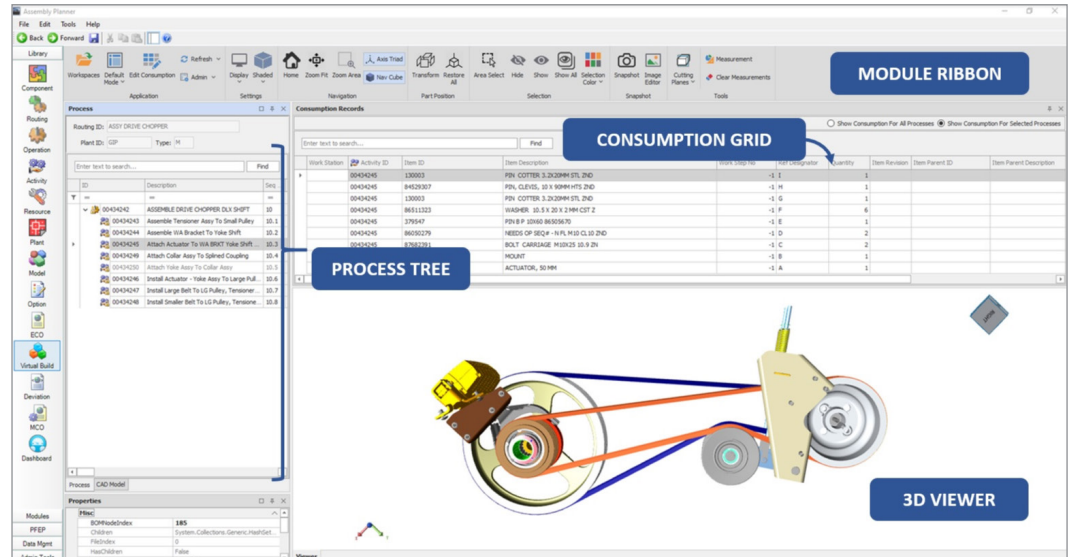 Assembly Planner
File Edit Tools Help
Back Forward
Library
Component
Routing
Operation
Activity
Resource
Plant
Model
Option
ECO
Virtual Build
Deviation
MCO
Dashboard
Modules
PFEP
Data Mgmt
Admin Tools
Workspaces Default Mode Edit Consumption Refresh Admin Display Shaded Home Zoom Fit Zoom Area Axis Triad Nav Cube Transform Restore All Area Select Hide Show Show All Selection Color Snapshot Image Editor Cutting Planes Measurement Clear Measurements
Application Settings Navigation Part Position Selection Snapshot Tools
MODULE RIBBON
Process
Routing ID: ASSY DRIVE CHOPPER
Plant ID: GIP Type: M
Enter text to search... Find
ID Description Seq
00434242 ASSEMBLE DRIVE CHOPPER DLX SHIFT 10
00434243 Assemble Tensioner Assy To Small Pulley 10.1
00434244 Assemble WA Bracket To Yoke Shift 10.2
00434245 Attach Actuator To WA BRKT Yoke Shift ... 10.3
00434249 Attach Collar Assy To Splined Coupling 10.4
00434250 Attach Yoke Assy To Collar Assy 10.5
00434246 Install Actuator - Yoke Assy To Large Pull... 10.6
00434247 Install Large Belt To LG Pulley, Tensioner... 10.7
00434248 Install Smaller Belt To LG Pulley, Tensione... 10.8
PROCESS TREE
Process CAD Model
Properties
Misc
BOMNodeIndex 185
Children System.Collections.Generic.HashSet...
FileIndex 0
HasChildren False
Consumption Records
Show Consumption For All Processes Show Consumption For Selected Processes
Enter text to search... Find
CONSUMPTION GRID
Work Station Activity ID Item ID Item Description Work Step No Ref Designator Quantity Item Revision Item Parent ID Item Parent Description
00434245 130003 PIN COTTER 3.2X20MM STL ZND -1 I 1
00434245 84529307 PIN, CLEVIS, 10 X 90MM HTS ZND -1 H 1
00434245 130003 PIN COTTER 3.2X20MM STL ZND -1 G 1
00434245 86511323 WASHER 10.5 X 20 X 2 MM CST Z -1 F 6
00434245 379547 PIN B P 10X60 86505670 -1 E 1
00434245 86050279 NEEDS OP SEQ# - N FL M10 CL10 ZND -1 D 2
00434245 87682391 BOLT CARRIAGE M10X25 10.9 ZN -1 C 2
MOUNT -1 B 1
ACTUATOR, 50 MM -1 A 1
RIGHT
3D VIEWER
Viewer